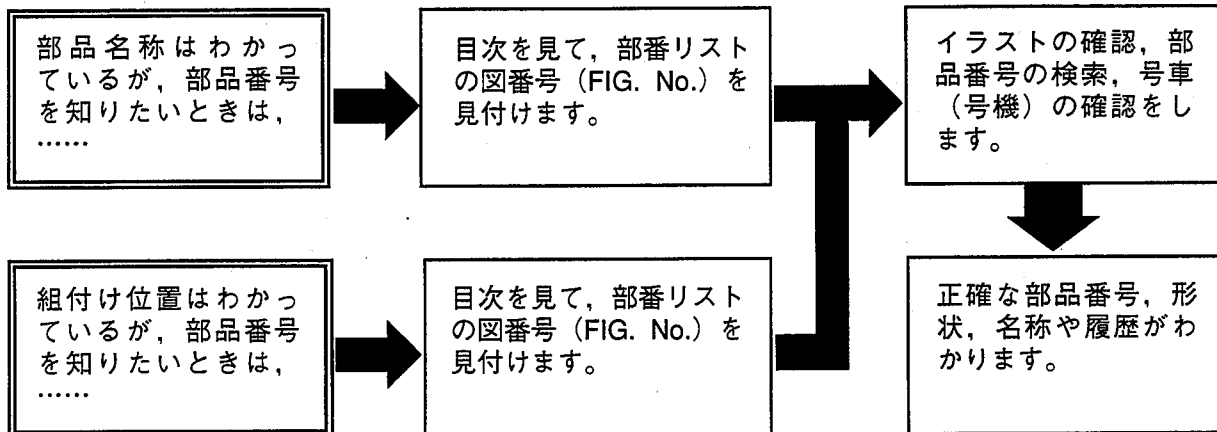 部品名称はわかっ
ているが，部品番号
を知りたいときは，
……
目次を見て，部番リスト
の図番号（FIG. No.）を
見付けます。
イラストの確認，部
品番号の検索，号車
（号機）の確認をし
ます。
組付け位置はわかっ
ているが，部品番号
を知りたいときは，
……
目次を見て，部番リスト
の図番号（FIG. No.）を
見付けます。
正確な部品番号，形
状，名称や履歴がわ
かります。